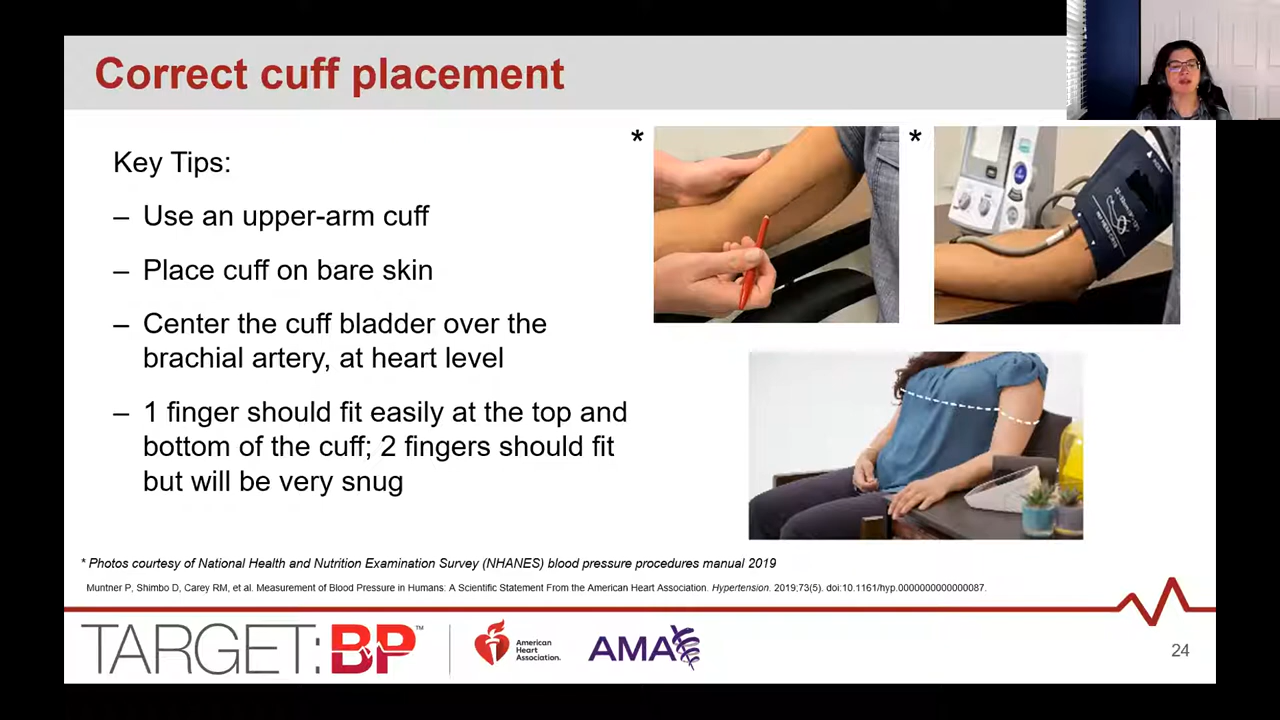 Correct cuff placement
Key Tips:
– Use an upper-arm cuff
– Place cuff on bare skin
– Center the cuff bladder over the
brachial artery, at heart level
– 1 finger should fit easily at the top and
bottom of the cuff; 2 fingers should fit
but will be very snug
*
*
* Photos courtesy of National Health and Nutrition Examination Survey (NHANES) blood pressure procedures manual 2019
Muntner P, Shimbo D, Carey RM, et al. Measurement of Blood Pressure in Humans: A Scientific Statement From the American Heart Association. Hypertension. 2019;73(5). doi:10.1161/hyp.0000000000000087.
TARGET:BP™
American
Heart
Association.
AMA
24